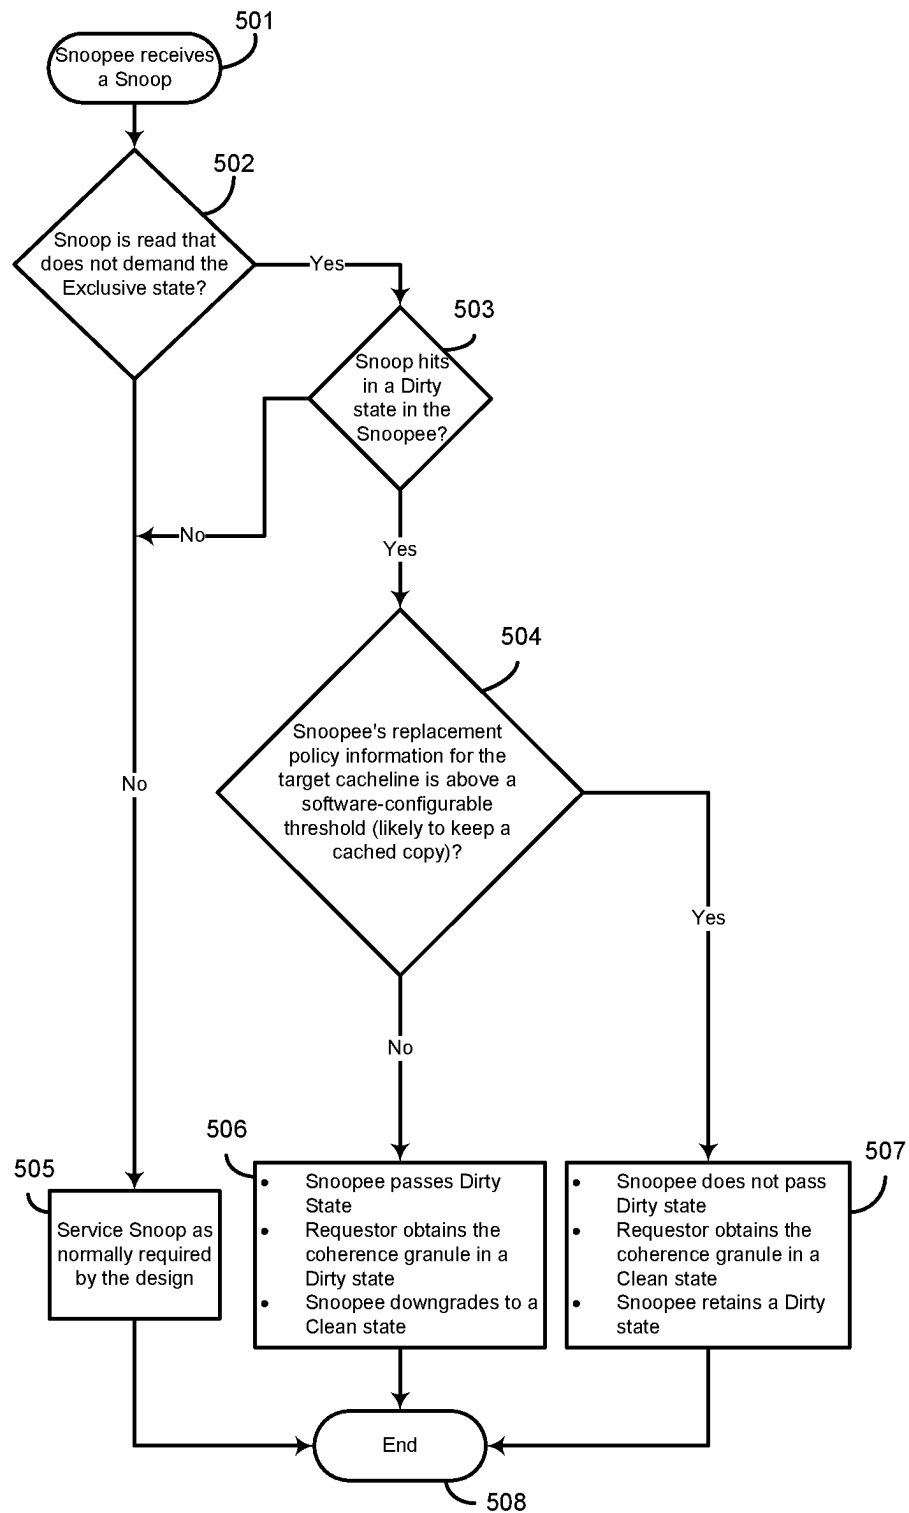 501
Snoopee receives
a Snoop
502
Snoop is read that
does not demand the
Exclusive state?
Yes
503
Snoop hits
in a Dirty
state in the
Snoopee?
No
Yes
504
Snoopee's replacement
policy information for the
target cacheline is above a
software-configurable
threshold (likely to keep a
cached copy)?
No
Yes
No
505
Service Snoop as
normally required
by the design
506
• Snoopee passes Dirty
State
• Requestor obtains the
coherence granule in a
Dirty state
• Snoopee downgrades to a
Clean state
507
• Snoopee does not pass
Dirty state
• Requestor obtains the
coherence granule in a
Clean state
• Snoopee retains a Dirty
state
End
508